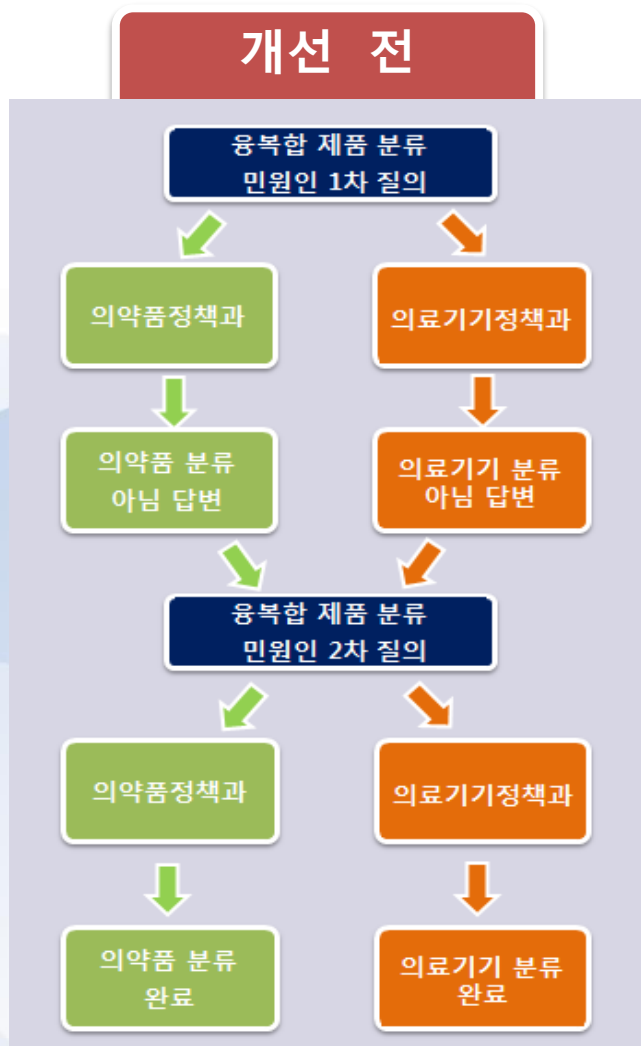 개선 전
융복합 제품 분류
민원인 1차 질의
의약품정책과
의료기기정책과
의약품 분류
아님 답변
의료기기 분류
아님 답변
융복합 제품 분류
민원인 2차 질의
의약품정책과
의료기기정책과
의약품 분류
완료
의료기기 분류
완료